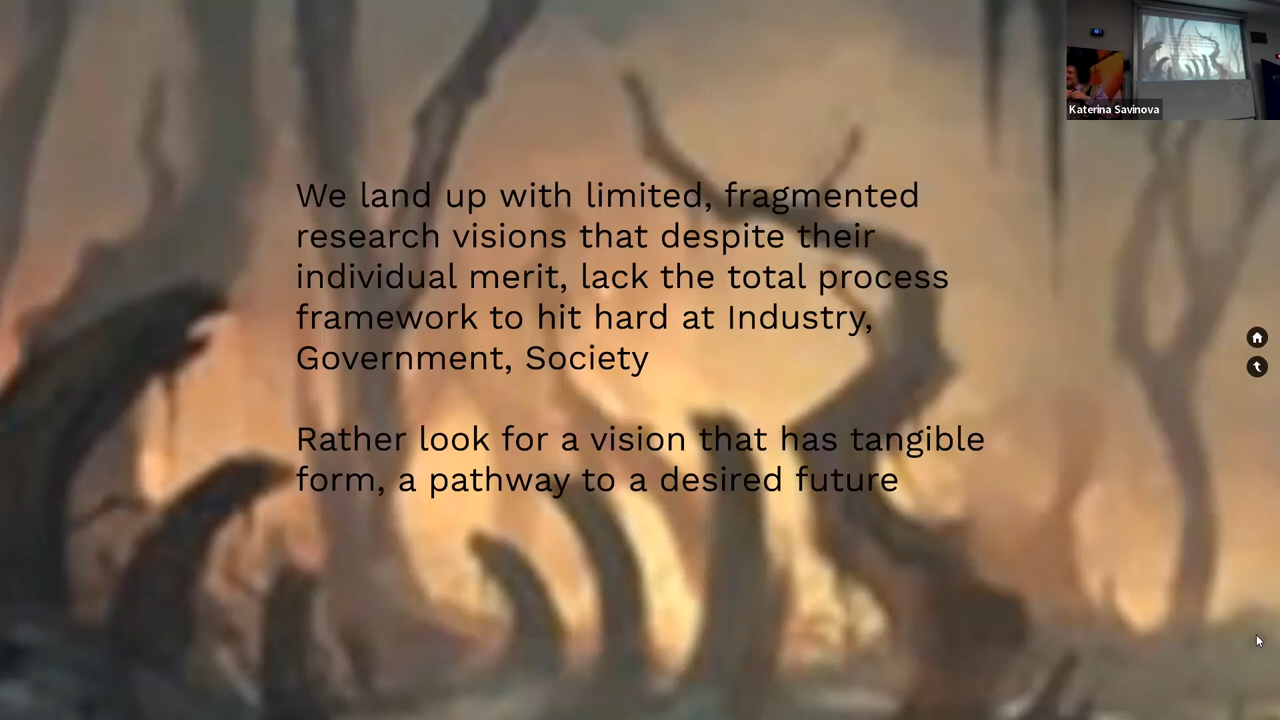 Katerina Savinova
We land up with limited, fragmented
research visions that despite their
individual merit, lack the total process
framework to hit hard at Industry,
Government, Society
Rather look for a vision that has tangible
form, a pathway to a desired future